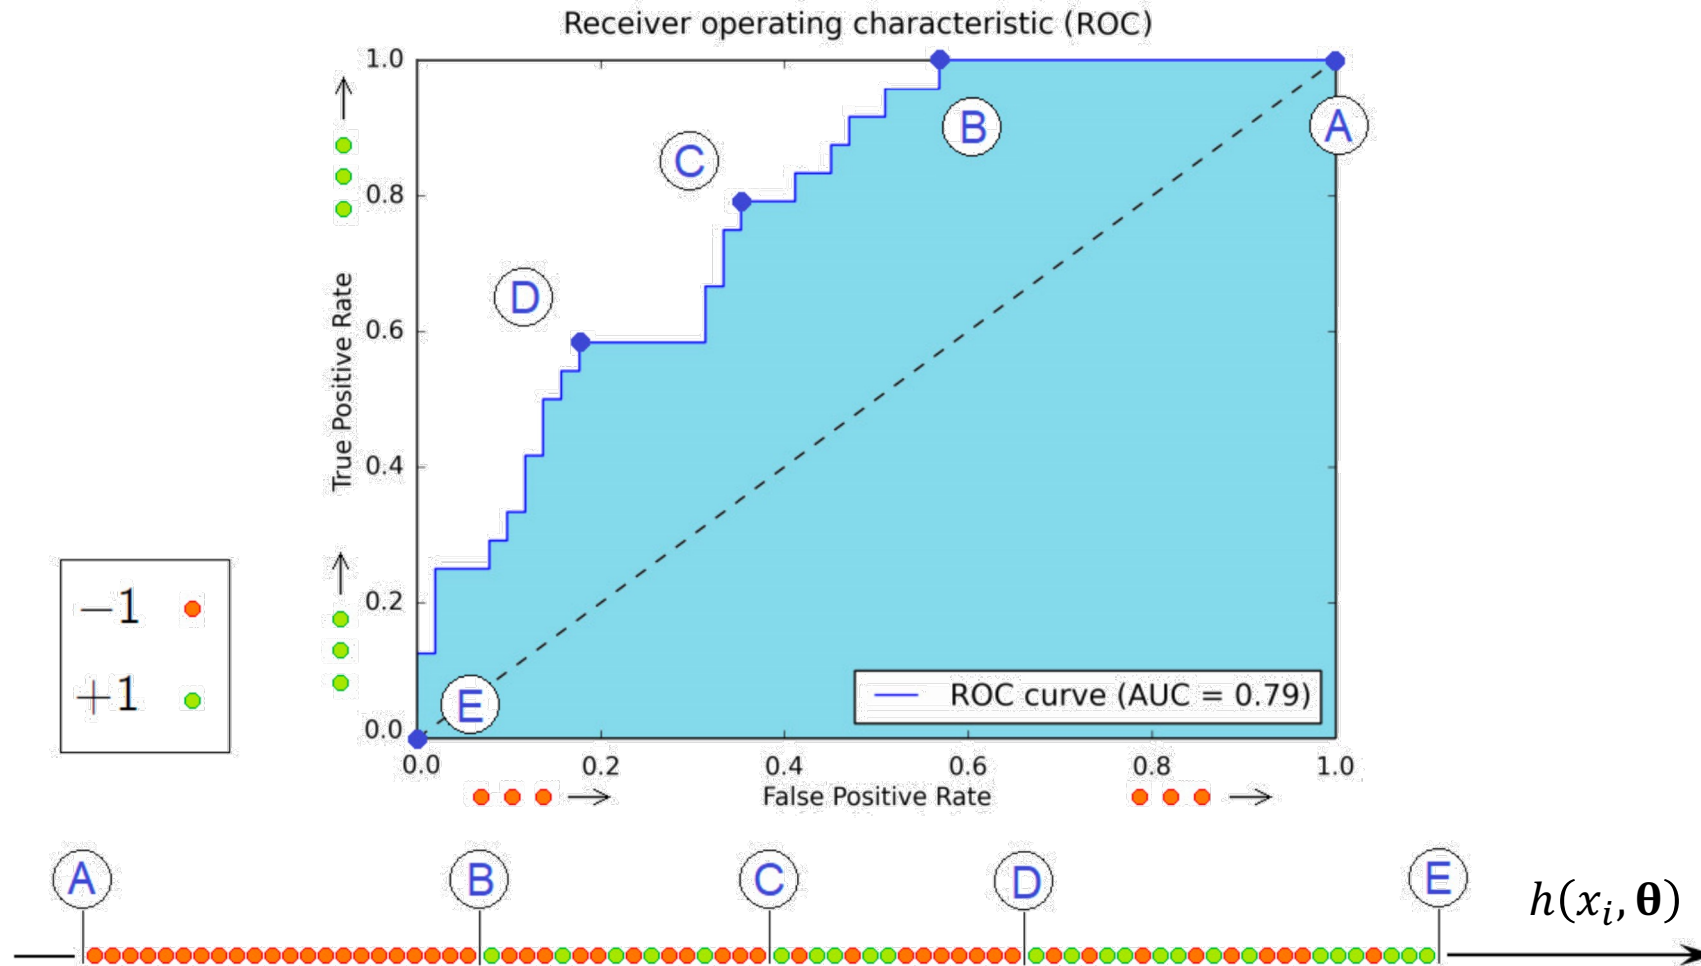 Receiver operating characteristic (ROC)
1.0
0.8
0.6
0.4
0.2
0.0
True Positive Rate
A
B
C
D
E
ROC curve (AUC = 0.79)
0.0 0.2 0.4 0.6 0.8 1.0
False Positive Rate
−1
+1
A B C D E
h(xᵢ, θ)